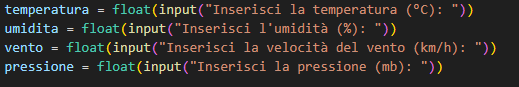 temperatura = float(input("Inserisci la temperatura (°C): "))
umidita = float(input("Inserisci l'umidità (%): "))
vento = float(input("Inserisci la velocità del vento (km/h): "))
pressione = float(input("Inserisci la pressione (mb): "))